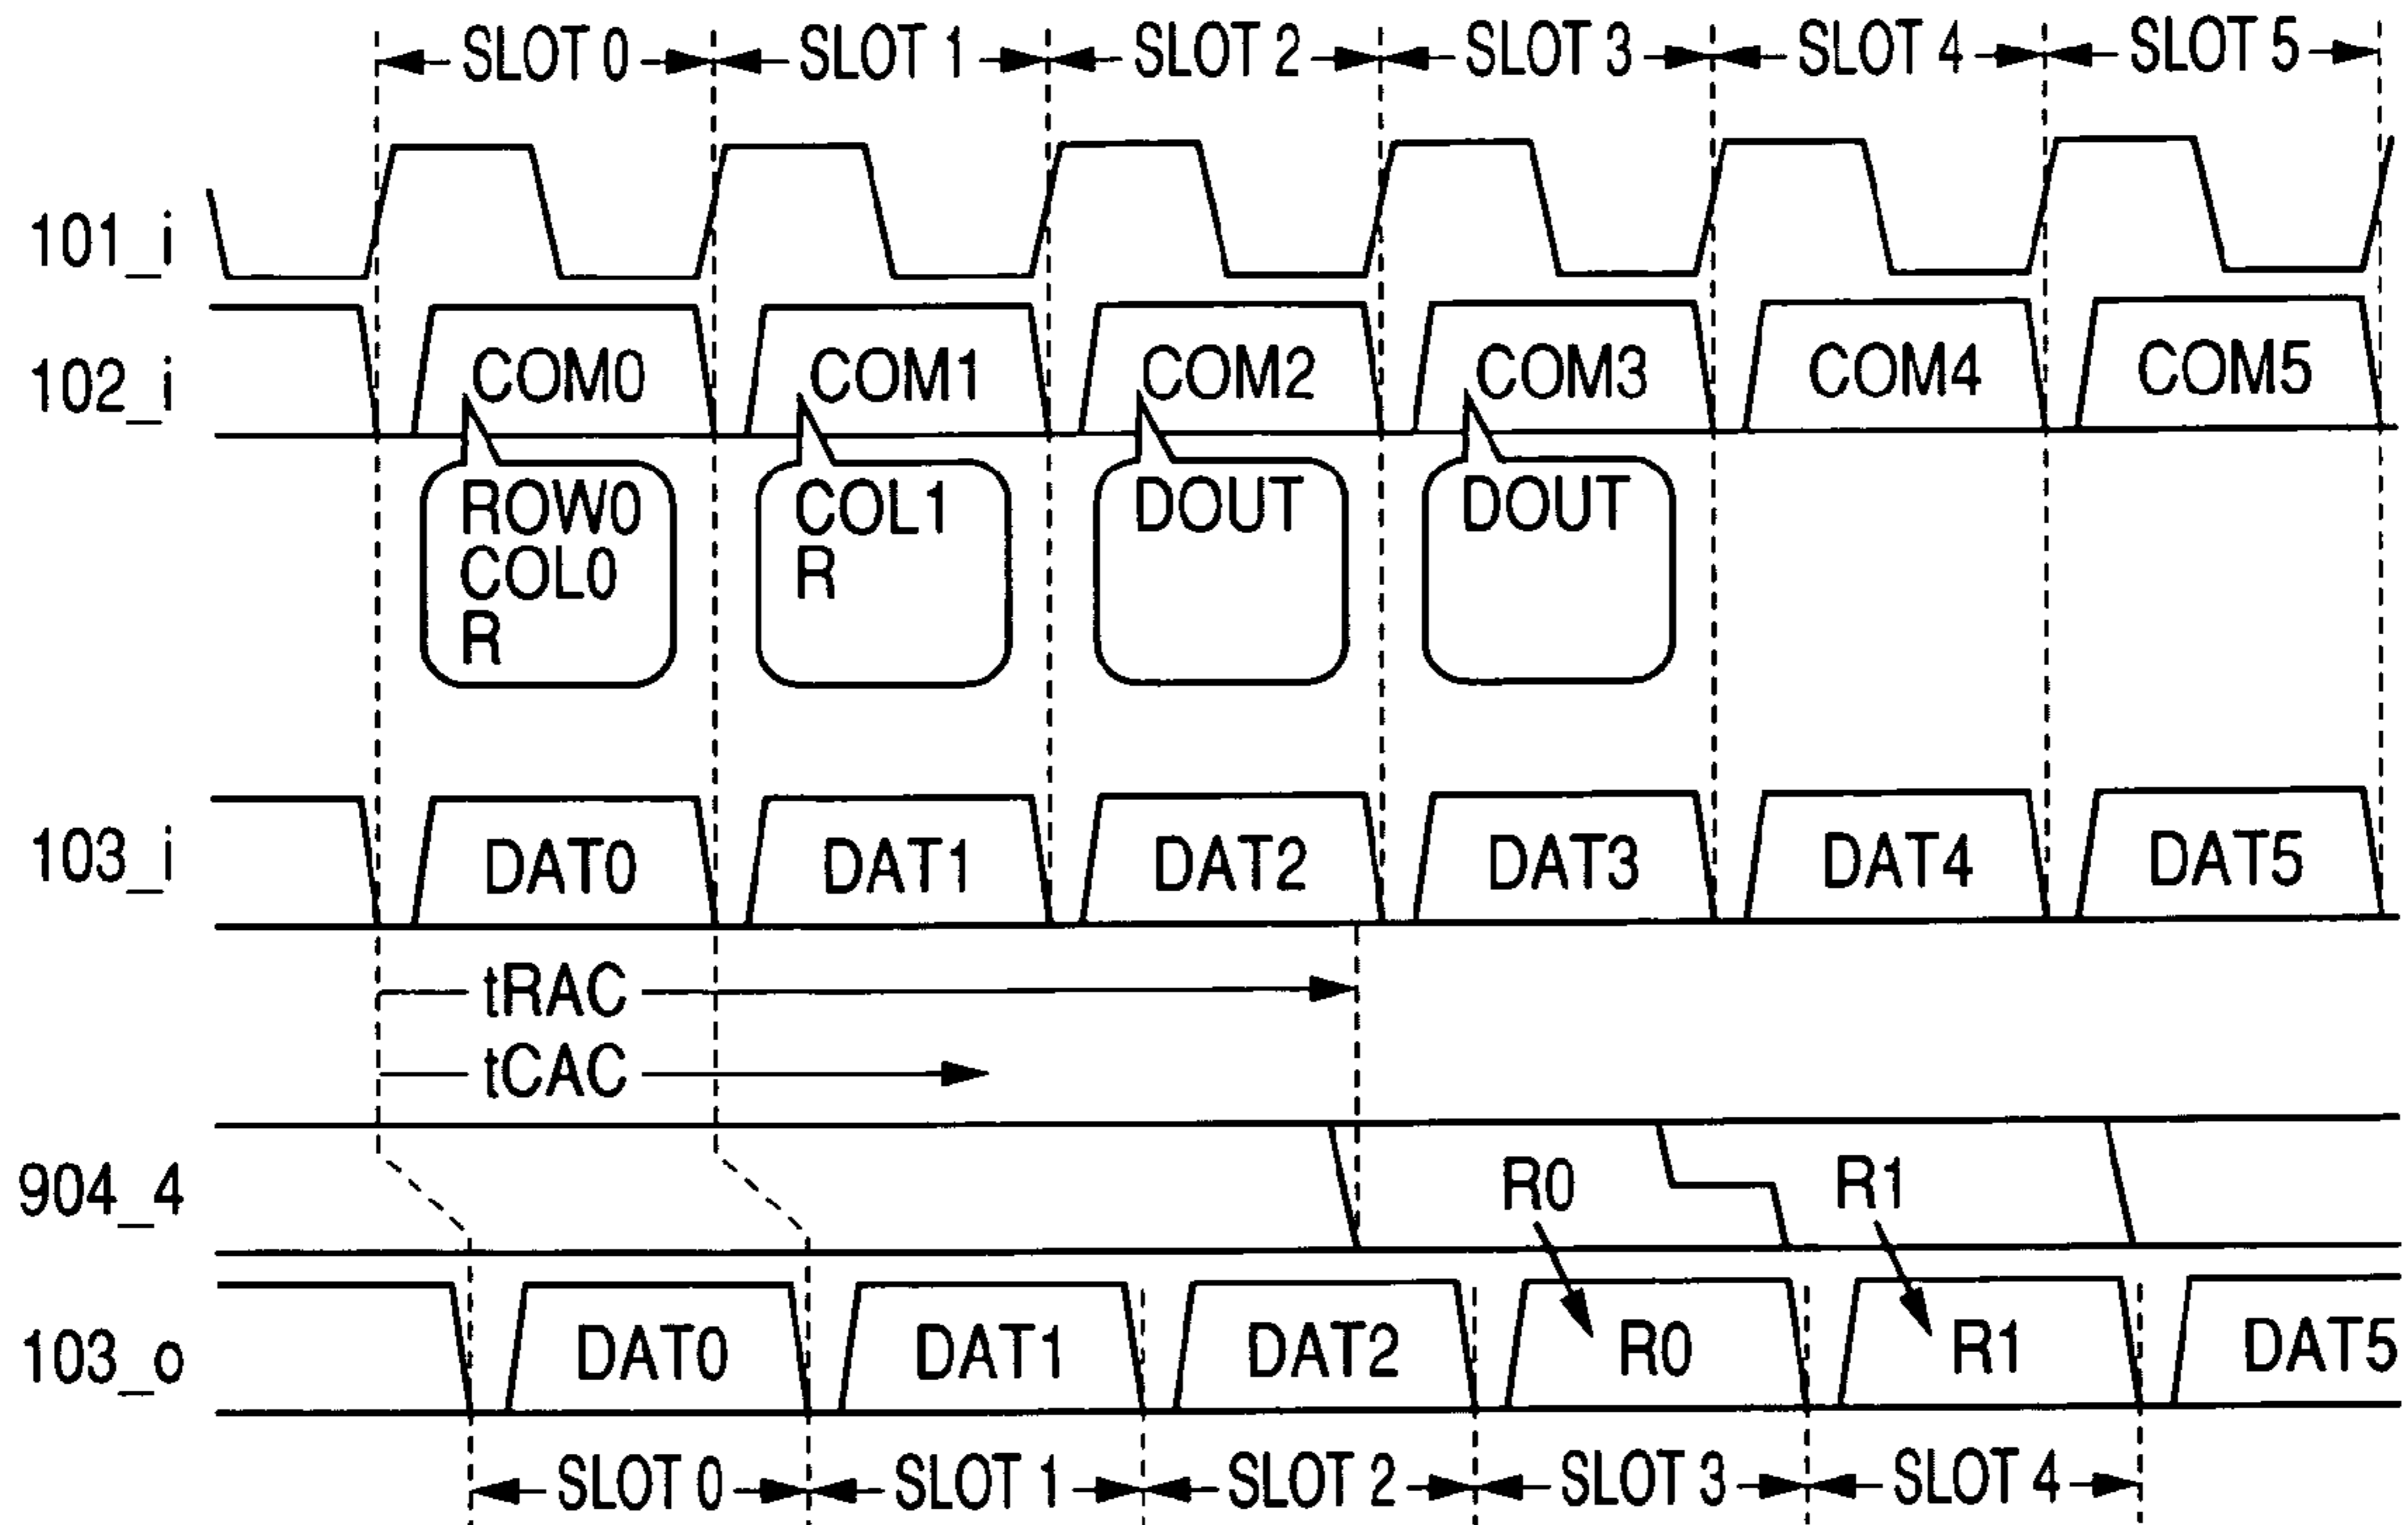 SLOT 0 SLOT 1 SLOT 2 SLOT 3 SLOT 4 SLOT 5
101_i
102_i COM0 COM1 COM2 COM3 COM4 COM5
ROW0 COL1 DOUT DOUT
COL0 R
R
103_i DAT0 DAT1 DAT2 DAT3 DAT4 DAT5
tRAC
tCAC
904_4 R0 R1
103_o DAT0 DAT1 DAT2 R0 R1 DAT5
SLOT 0 SLOT 1 SLOT 2 SLOT 3 SLOT 4